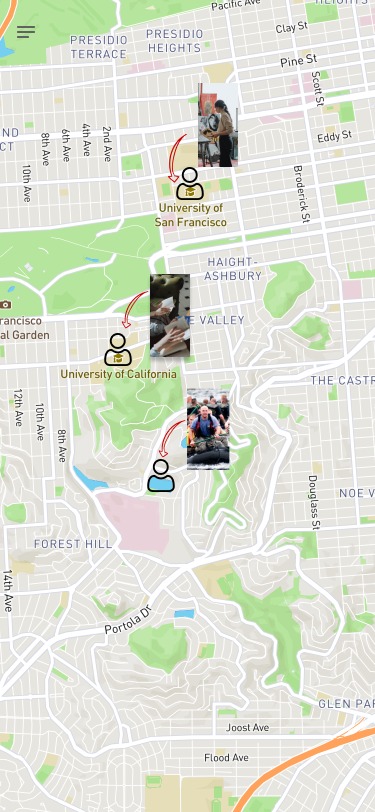 Pacific Ave
HEIGHTS
Clay St
PRESIDIO
TERRACE
PRESIDIO
HEIGHTS
Pine St
Scott St
2nd Ave
4th Ave
6th Ave
8th Ave
ND
CT
Eddy St
10th Ave
Broderick St
University of
San Francisco
HAIGHT-
ASHBURY
rancisco
al Garden
E VALLEY
University of California
THE CASTR
12th Ave
10th Ave
8th Ave
Douglass St
NOE V
FOREST HILL
14th Ave
Portola Dr
GLEN PAR
Joost Ave
Flood Ave